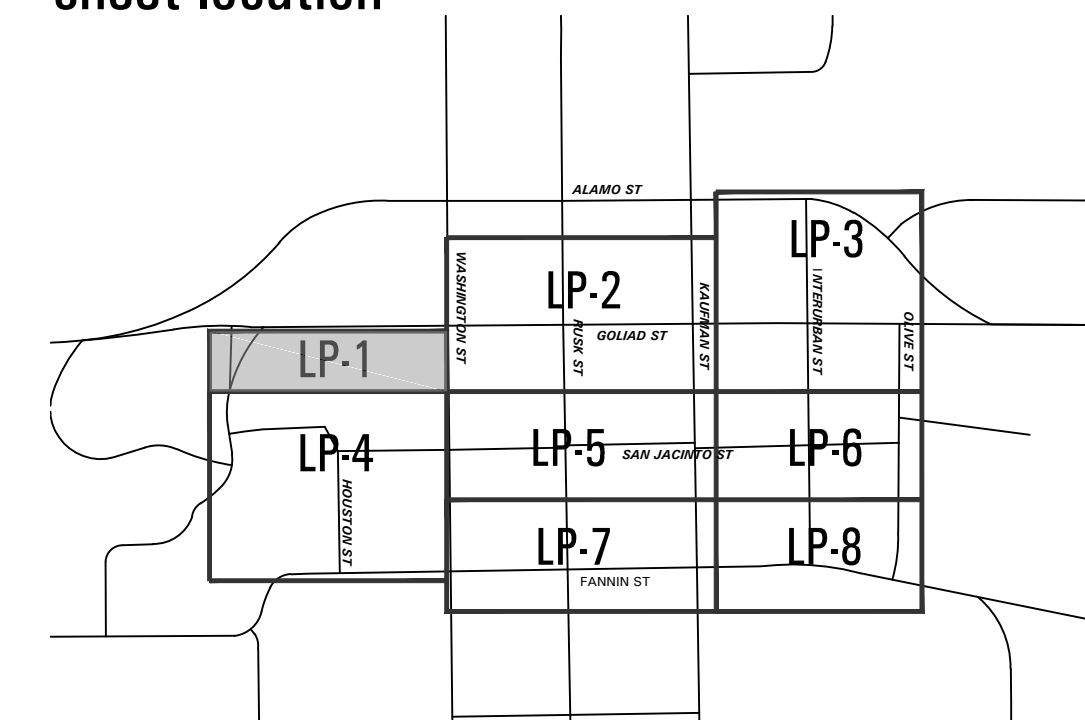 sheet location
ALAMO ST
LP-3
WASHINGTON ST
LP-2
KAUFMAN ST
INTERURBAN ST
OLIVE ST
RUSK ST
GOLIAD ST
LP-1
LP-4
LP-5
SAN JACINTO ST
LP-6
HOUSTON ST
LP-7
LP-8
FANNIN ST